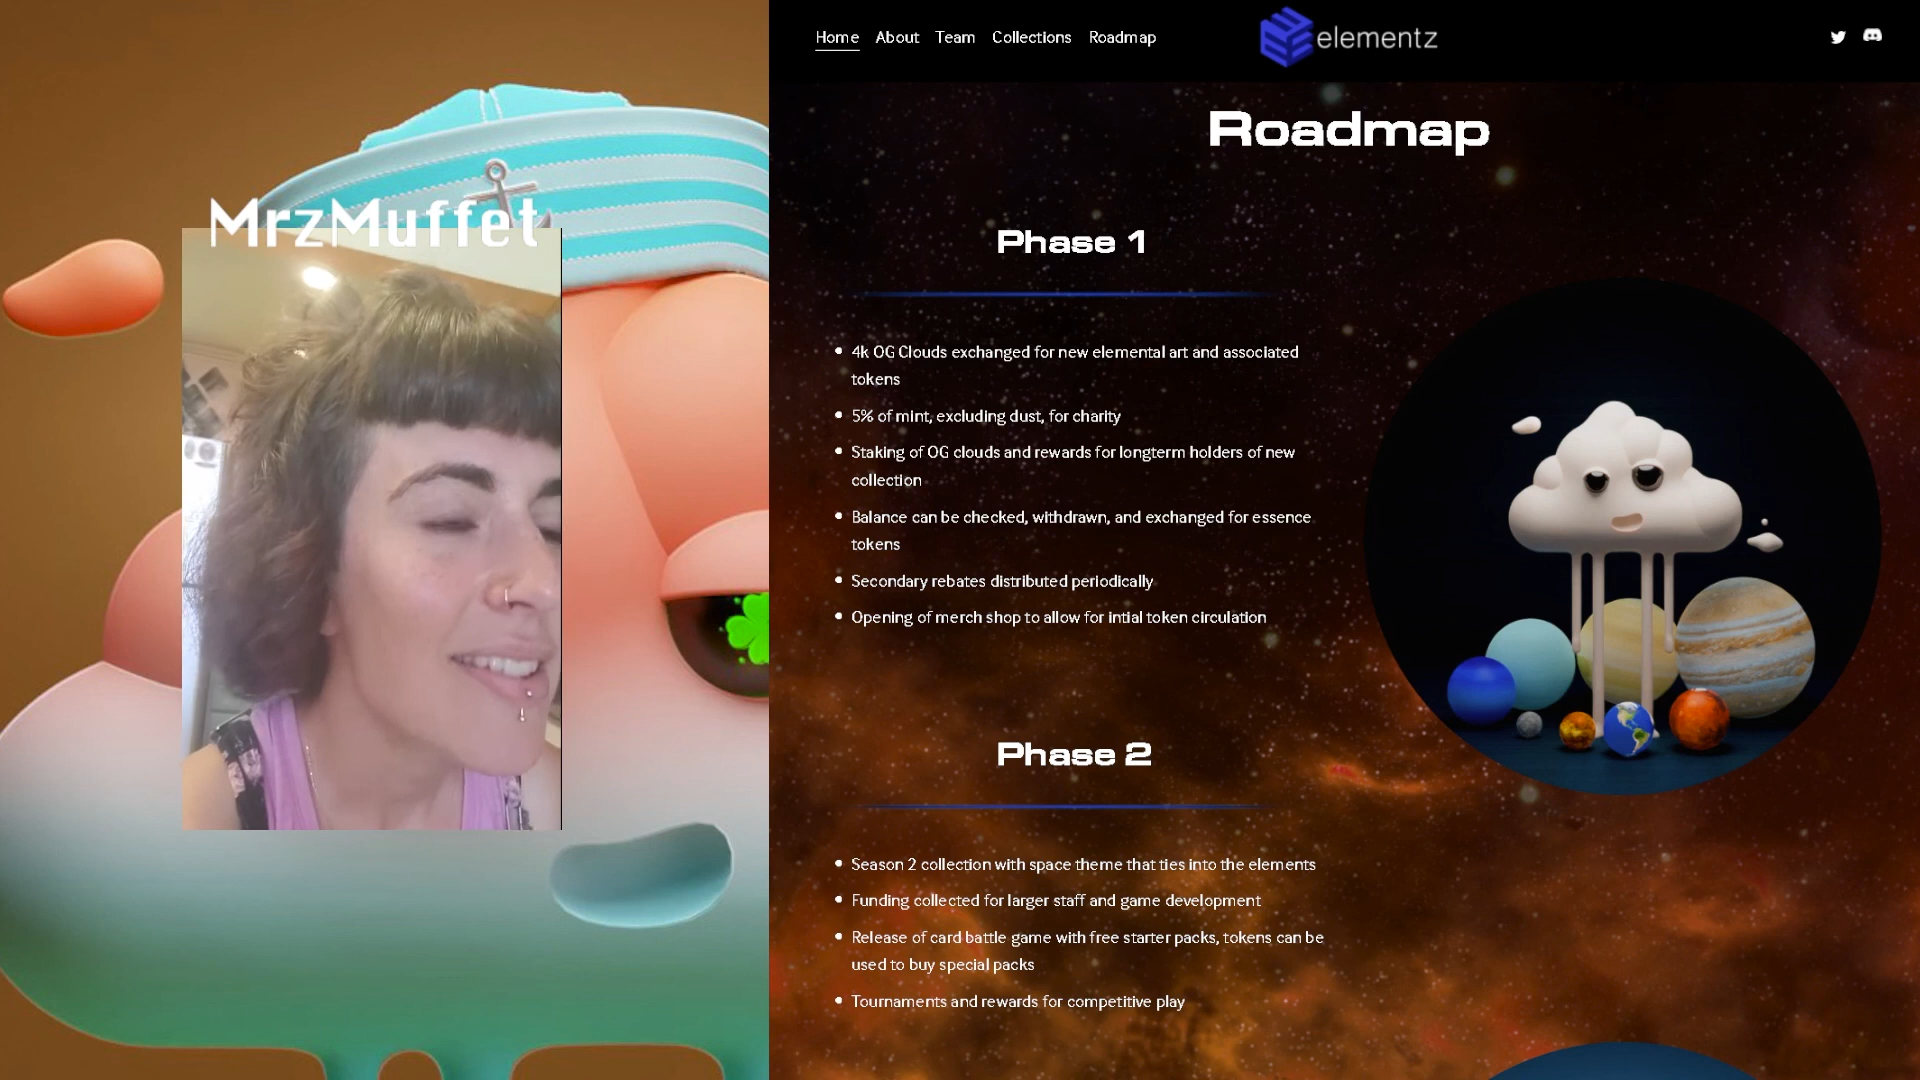 Home About Team Collections Roadmap
elementz
Roadmap
MrzMuffet
Phase 1
• 4k OG Clouds exchanged for new elemental art and associated
tokens
• 5% of mint, excluding dust, for charity
• Staking of OG clouds and rewards for longterm holders of new
collection
• Balance can be checked, withdrawn, and exchanged for essence
tokens
• Secondary rebates distributed periodically
• Opening of merch shop to allow for intial token circulation
Phase 2
• Season 2 collection with space theme that ties into the elements
• Funding collected for larger staff and game development
• Release of card battle game with free starter packs, tokens can be
used to buy special packs
• Tournaments and rewards for competitive play